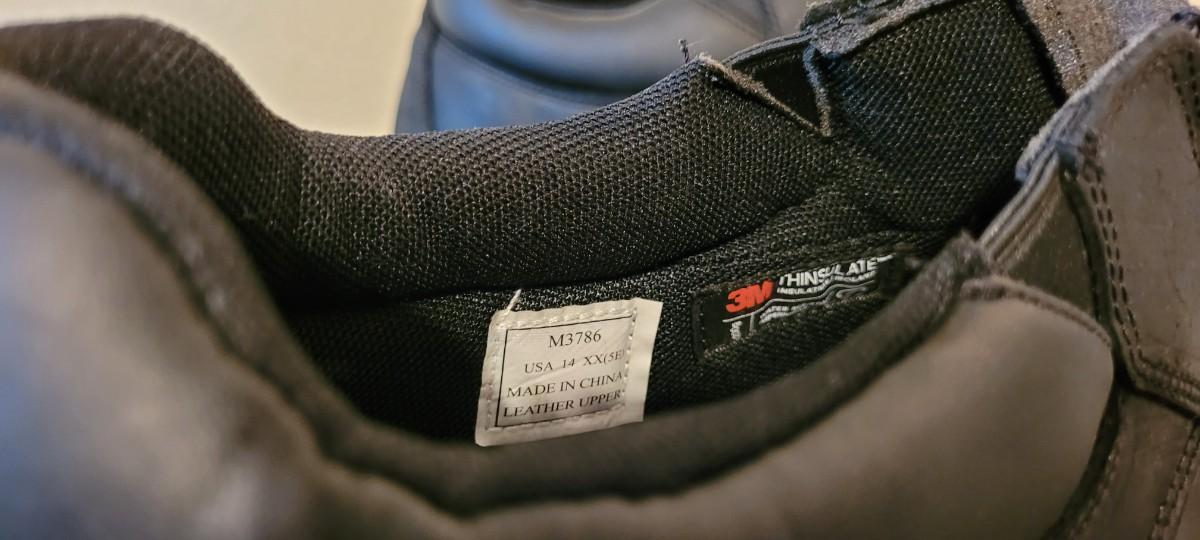 M3786
USA 14 XX(5E
MADE IN CHINA
LEATHER UPPER
3M THINSULATE